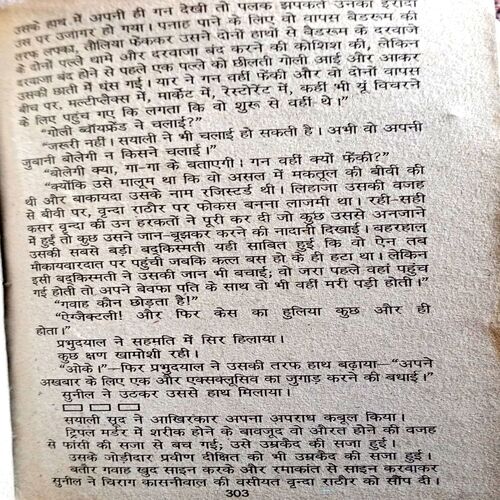 उसके हाथ में अपनी ही गन देखी तो पलक झपकते उनका इरादा
उस पर उजागर हो गया। पनाह पाने के लिए वो वापस बैडरूम की
तरफ लपका, तौलिया फेंककर उसने दोनों हाथों से बैडरूम के दरवाजे
के दोनों पल्ले थामे और दरवाजा बंद करने की कोशिश की, लेकिन
दरवाजा बंद होने से पहले एक पल्ले को छीलती गोली आई और आकर
उसकी छाती में घुंस गई। यार ने गन वहीं फेंकी और वो दोनों वापस
बीच पर, मल्टीप्लैक्स में, मार्केट में, रेस्टोरेंट में, कहीं भी यूं विचरने
के लिए पहुंच गए कि लगता कि वो शुरू से वहीं थे।”
“गोली ब्वॉयफ्रेंड ने चलाई?”
“जरूरी नहीं। सयाली ने भी चलाई हो सकती है। अभी वो अपनी
जुबानी बोलेगी न किसने चलाई।”
“बोलेगी क्या, गा-गा के बताएगी। गन वहीं क्यों फेंकी?”
“क्योंकि उसे मालूम था कि वो असल में मकतूल की बीवी की
थी और बाकायदा उसके नाम रजिस्टर्ड थी। लिहाजा उसकी वजह
से बीवी पर, वृन्दा राठौर पर फोकस बनना लाजमी था। रही-सही
कसर वृन्दा की उन हरकतों ने पूरी कर दी जो कुछ उससे अनजाने
में हुईं तो कुछ उसने जान-बूझकर करने की नादानी दिखाई। बहरहाल
उसकी सबसे बड़ी बदकिस्मती यही साबित हुई कि वो ऐन तब
मौकायवारदात पर पहुंची जबकि कत्ल बस हो के ही हटा था। लेकिन
इसी बदकिस्मती ने उसकी जान भी बचाई; वो जरा पहले वहां पहुंच
गई होती तो अपने बेवफा पति के साथ वो भी वहीं मरी पड़ी होती।”
“गवाह कौन छोड़ता है!”
“ऐग्जैक्टली! और फिर केस का हुलिया कुछ और ही
होता।”
प्रभुदयाल ने सहमति में सिर हिलाया।
कुछ क्षण खामोशी रही।
“ओके।”—फिर प्रभुदयाल ने उसकी तरफ हाथ बढ़ाया—“अपने
अखबार के लिए एक और एक्सक्लूसिव का जुगाड़ करने की बधाई।”
सुनील ने उठकर उससे हाथ मिलाया।
सयाली सूद ने आखिरकार अपना अपराध कबूल किया।
ट्रिपल मर्डर में शरीक होने के बावजूद वो औरत होने की वजह
से फांसी की सजा से बच गई; उसे उम्रकैद की सजा हुई।
उसके जोड़ीदार प्रवीण दीक्षित को भी उम्रकैद की सजा हुई।
बतौर गवाह खुद साइन करके और रमाकांत से साइन करवाकर
सुनील ने चिराग कासनीवाल की वसीयत वृन्दा राठौर को सौंप दी।
303